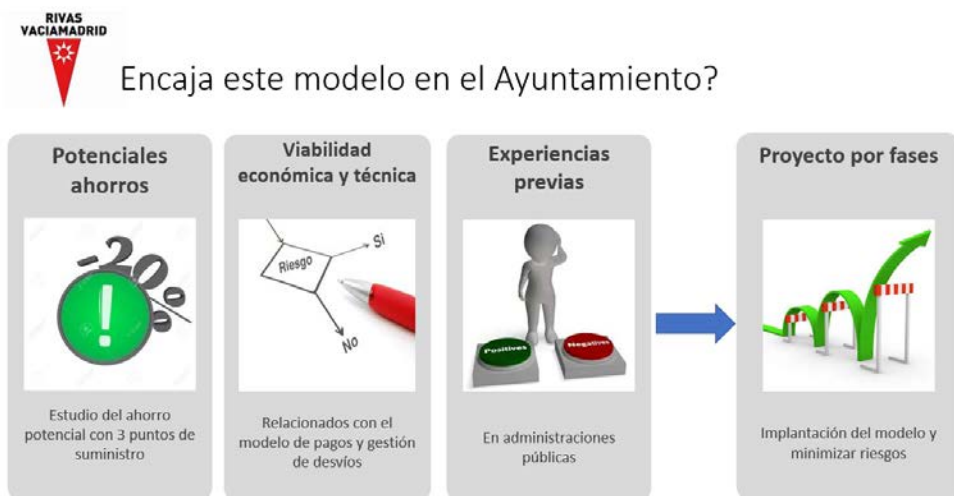 RIVAS
VACIAMADRID
Encaja este modelo en el Ayuntamiento?
Potenciales
ahorros
-20%
Estudio del ahorro
potencial con 3 puntos de
suministro
Viabilidad
económica y técnica
Riesgo
Si
No
Relacionados con el
modelo de pagos y gestión
de desvíos
Experiencias
previas
Positives
Negatives
En administraciones
públicas
Proyecto por fases
Implantación del modelo y
minimizar riesgos